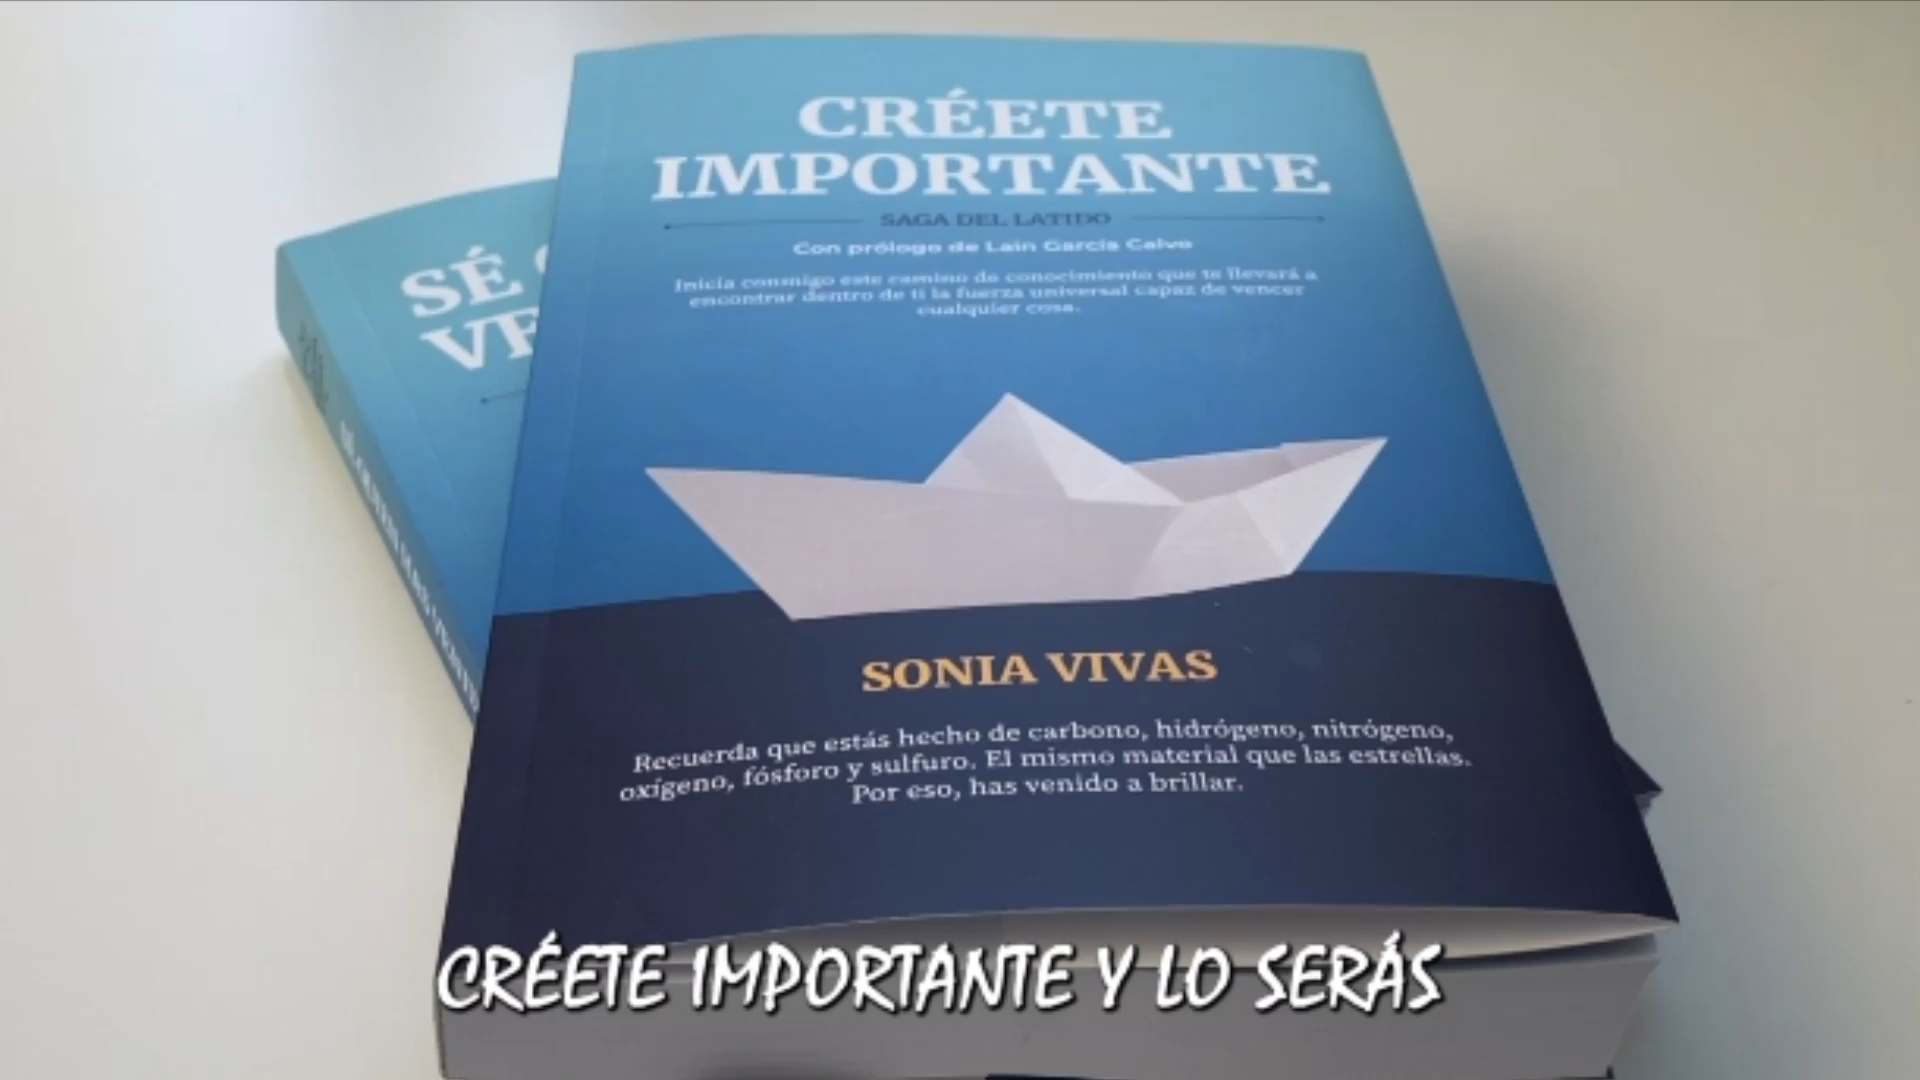 CRÉETE
IMPORTANTE
SAGA DEL LATIDO
Con prólogo de Lain García Calvo
Inicia conmigo este camino de conocimiento que te llevará a
encontrar dentro de ti la fuerza universal capaz de vencer
cualquier cosa.
SONIA VIVAS
Recuerda que estás hecho de carbono, hidrógeno, nitrógeno,
oxígeno, fósforo y sulfuro. El mismo material que las estrellas.
Por eso, has venido a brillar.
SÉ
CRÉETE IMPORTANTE Y LO SERÁS